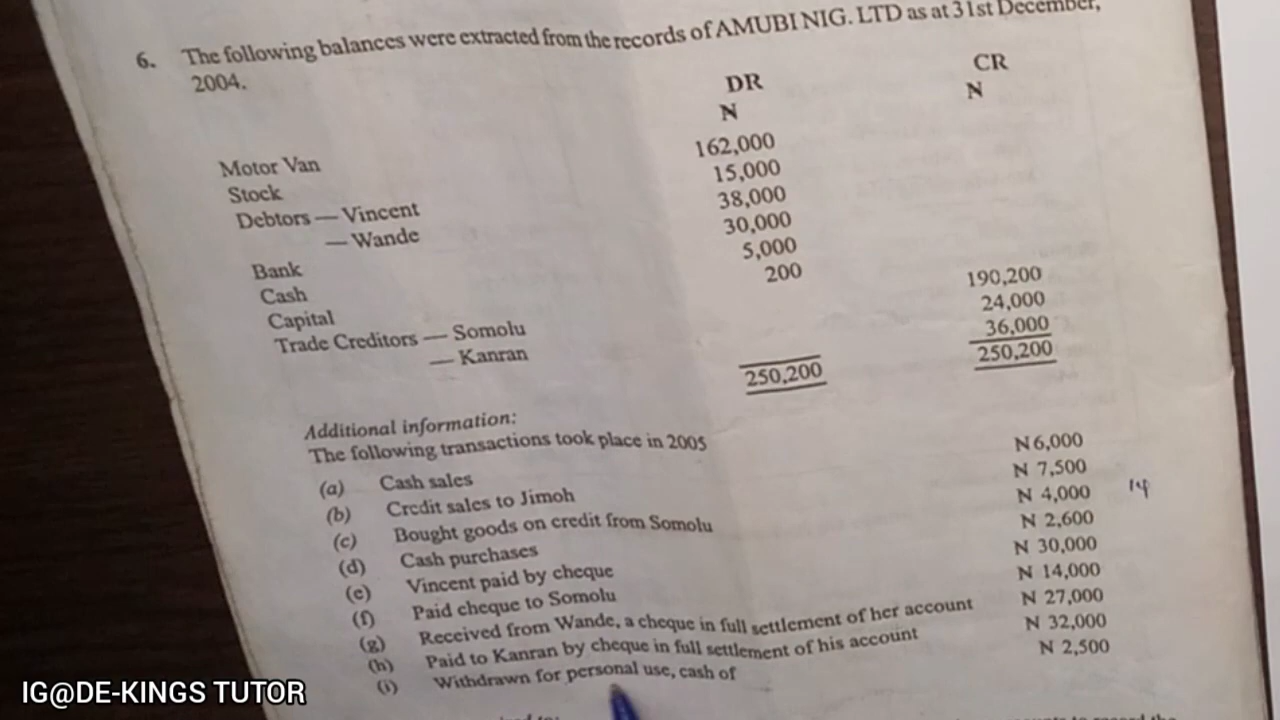 6. The following balances were extracted from the records of AMUBI NIG. LTD as at 31st December,
2004.
DR CR
N N
Motor Van 162,000
Stock 15,000
Debtors — Vincent 38,000
— Wande 30,000
Bank 5,000
Cash 200
Capital 190,200
Trade Creditors — Somolu 24,000
— Kanran 36,000
250,200 250,200
Additional information:
The following transactions took place in 2005
(a) Cash sales N6,000
(b) Credit sales to Jimoh N 7,500
(c) Bought goods on credit from Somolu N 4,000 14
(d) Cash purchases N 2,600
(e) Vincent paid by cheque N 30,000
(f) Paid cheque to Somolu N 14,000
(g) Received from Wande, a cheque in full settlement of her account N 27,000
(h) Paid to Kanran by cheque in full settlement of his account N 32,000
(i) Withdrawn for personal use, cash of N 2,500
IG@DE-KINGS TUTOR